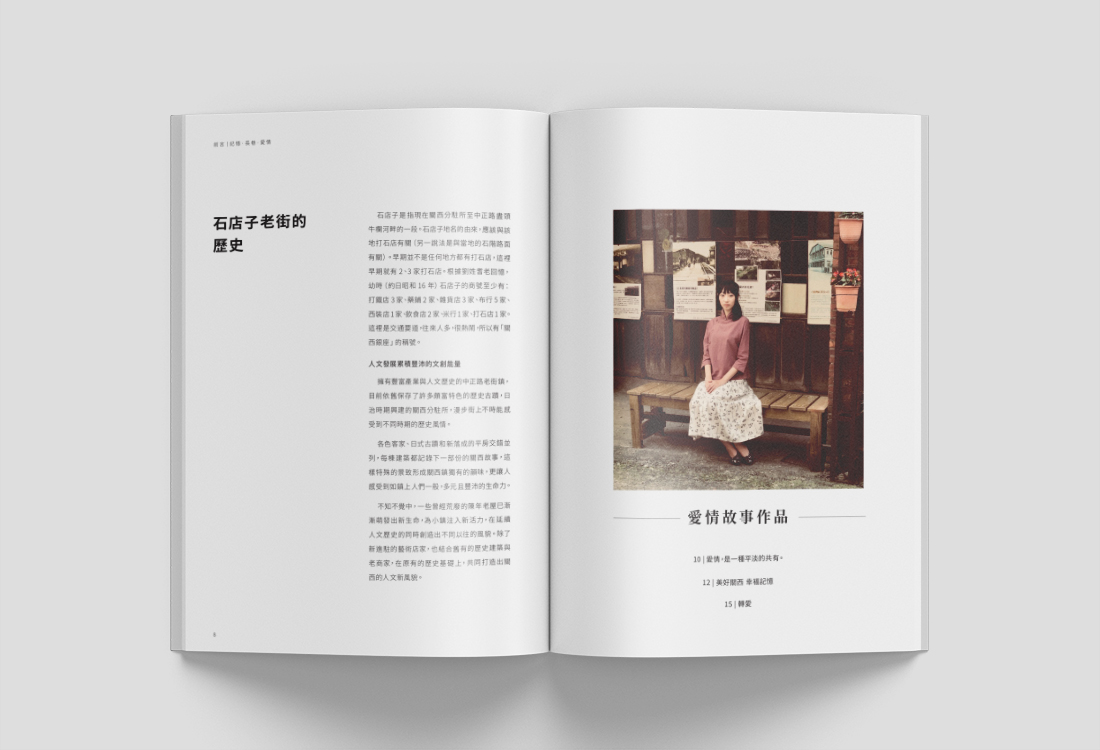 前言 | 記憶·長巷·愛情
石店子老街的
歷史
石店子是指現在關西分駐所至中正路盡頭
牛欄河畔的一段。石店子地名的由來，應該與該
地打石店有關（另一說法是與當地的石階路面
有關）。早期並不是任何地方都有打石店，這裡
早期就有 2、3 家打石店。根據劉姓耆老回憶，
幼時（約日昭和 16 年）石店子的商號至少有：
打鐵店 3 家、藥鋪 2 家、雜貨店 3 家、布行 5 家、
西裝店 1 家、飲食店 2 家、米行 1 家、打石店 1 家。
這裡是交通要道，往來人多，很熱鬧，所以有「關
西銀座」的稱號。
人文發展累積豐沛的文創能量
擁有豐富產業與人文歷史的中正路老街鎮，
目前依舊保存了許多頗富特色的歷史古蹟，日
治時期興建的關西分駐所，漫步街上不時能感
受到不同時期的歷史風情。
各色客家、日式古蹟和新落成的平房交錯並
列，每棟建築都記錄下一部份的關西故事，這
樣特殊的景致形成關西鎮獨有的韻味，更讓人
感受到如鎮上人們一般，多元且豐沛的生命力。
不知不覺中，一些曾經荒廢的陳年老屋已漸
漸萌發出新生命，為小鎮注入新活力，在延續
人文歷史的同時創造出不同以往的風貌。除了
新進駐的藝術店家，也結合舊有的歷史建築與
老商家，在原有的歷史基礎上，共同打造出關
西的人文新風貌。
8
愛情故事作品
10 | 愛情，是一種平淡的共有。
12 | 美好關西 幸福記憶
15 | 轉愛